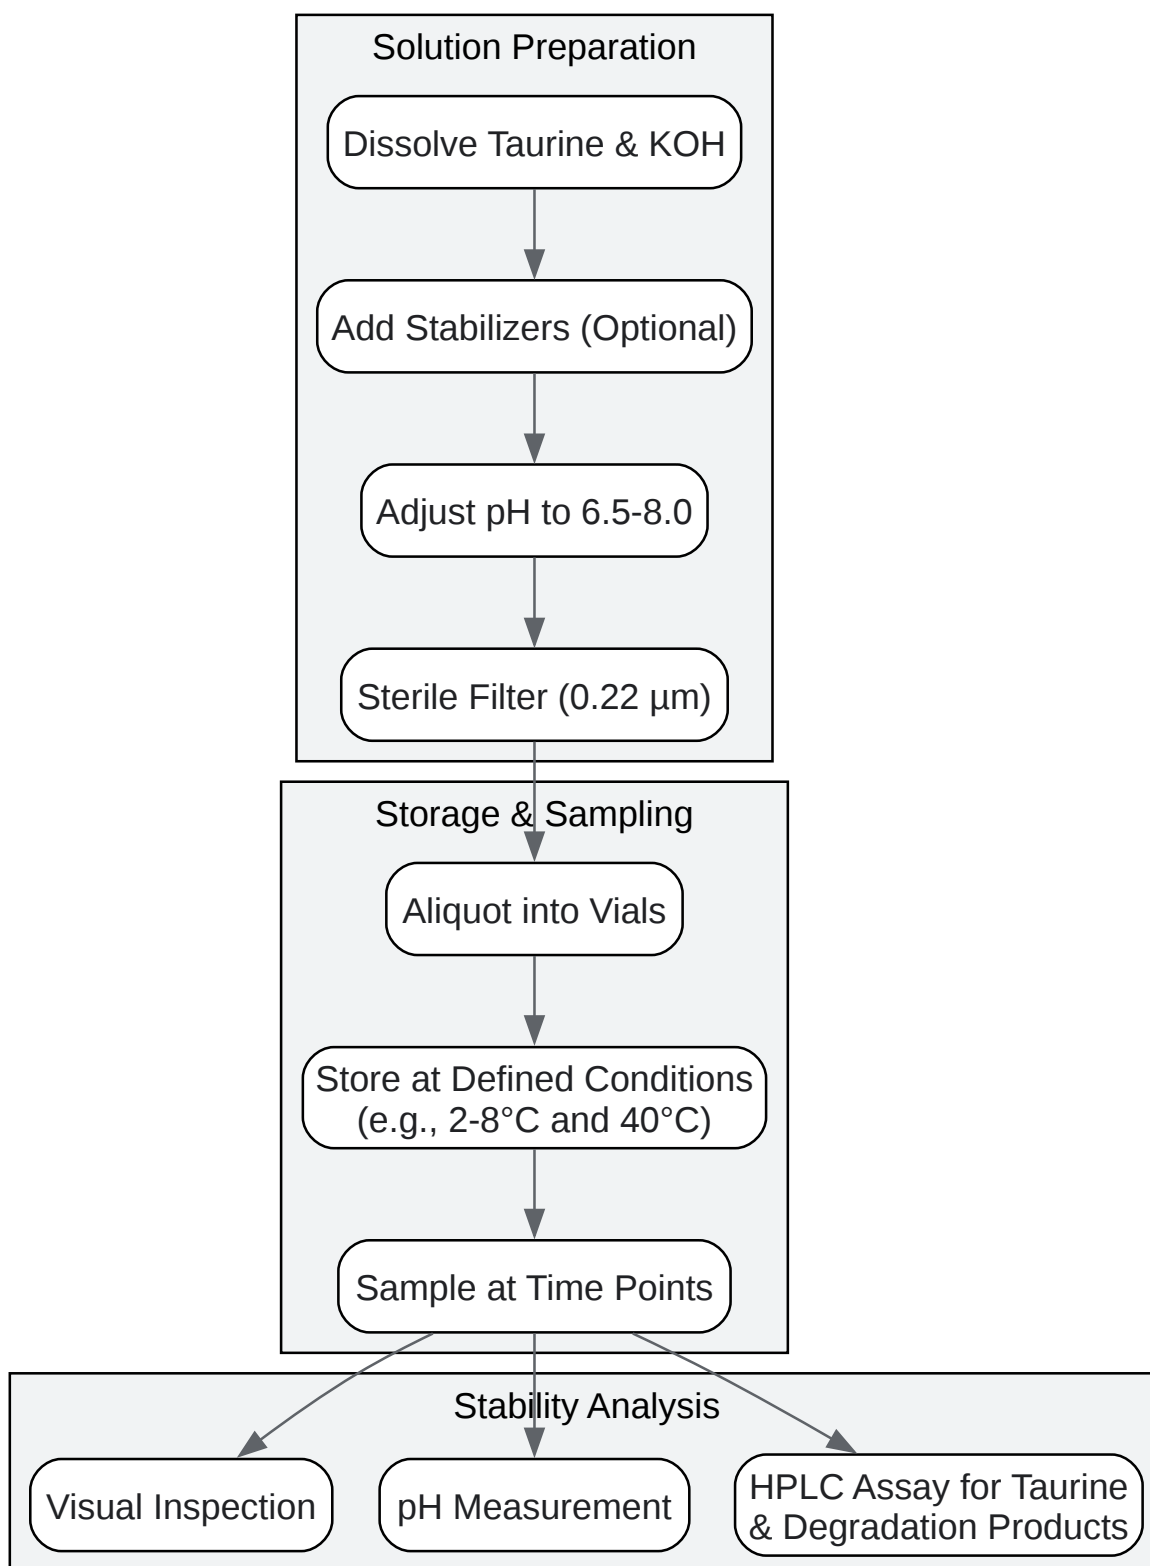 Solution Preparation
Dissolve Taurine & KOH
Add Stabilizers (Optional)
Adjust pH to 6.5-8.0
Sterile Filter (0.22 µm)
Storage & Sampling
Aliquot into Vials
Store at Defined Conditions
(e.g., 2-8°C and 40°C)
Sample at Time Points
Stability Analysis
Visual Inspection
pH Measurement
HPLC Assay for Taurine
& Degradation Products